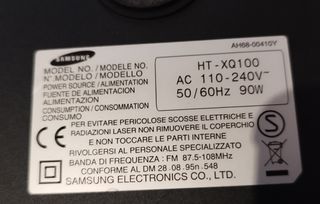 AH68-00410Y
SAMSUNG
MODEL NO. / MODELE NO.
N° MODELO / MODELLO
HT-XQ100
POWER SOURCE / ALIMENTATION
FUENTE DE ALIMENTACION
ALIMENTAZIONE
AC 110-240V~
CONSUMPTION / CONSOMMATION
CONSUMO
50/60Hz 90W
PER EVITARE PERICOLOSE SCOSSE ELETTRICHE E
RADIAZIONI LASER NON RIMUOVERE IL COPERCHIO
E NON TOCCARE LE PARTI INTERNE
RIVOLGERSI AL PERSONALE SPECIALIZZATO
BANDA DI FREQUENZA : FM 87.5-108MHz
CONFORME AL DM 28.08.95n.548
SAMSUNG ELECTRONICS CO., LTD.